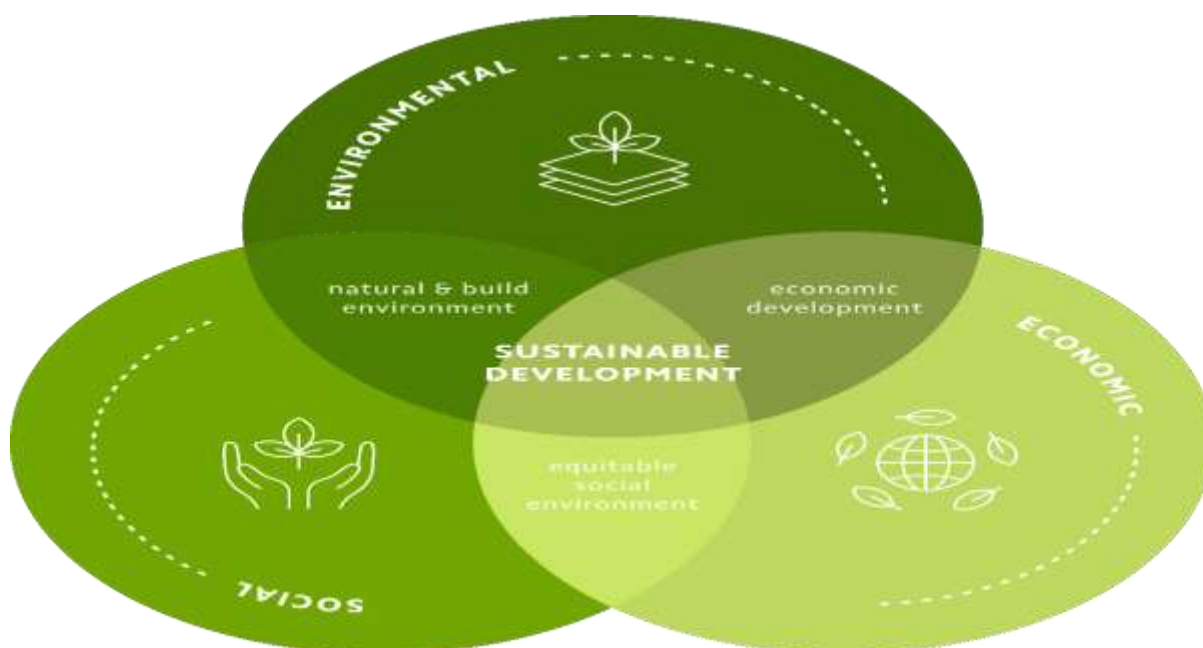 ENVIRONMENTAL
natural & build
environment
economic
development
SUSTAINABLE
DEVELOPMENT
ECONOMIC
equitable
social
environment
SOCIAL